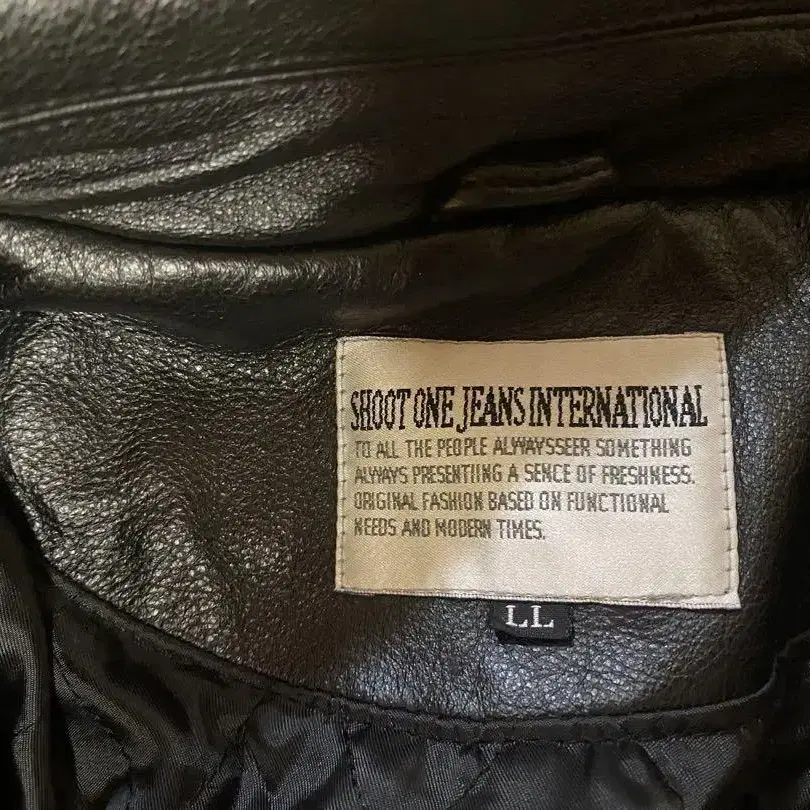 SHOOT ONE JEANS INTERNATIONAL
TO ALL THE PEOPLE ALWAYSSEER SOMETHING
ALWAYS PRESENTIING A SENCE OF FRESHNESS.
ORIGINAL FASHION BASED ON FUNCTIONAL
NEEDS AND MODERN TIMES.
LL